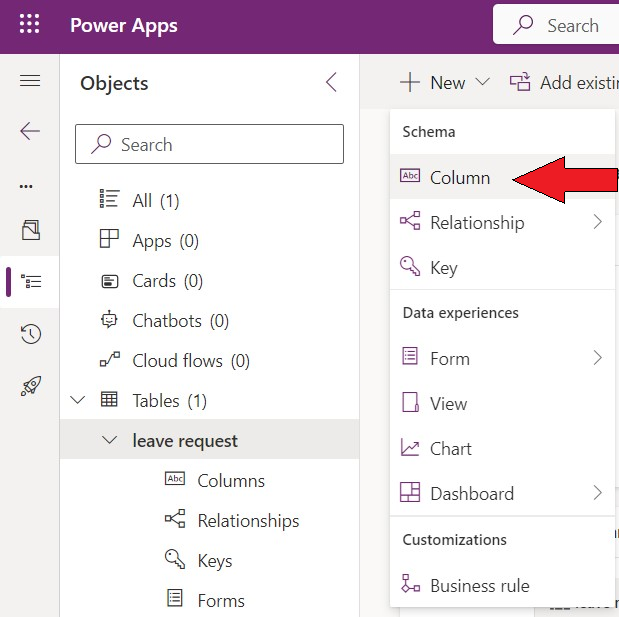 Power Apps
Search
Objects
Search
All (1)
Apps (0)
Cards (0)
Chatbots (0)
Cloud flows (0)
Tables (1)
leave request
Abc Columns
Relationships
Keys
Forms
New
Add existin
Schema
Abc Column
Relationship
Key
Data experiences
Form
View
Chart
Dashboard
Customizations
Business rule
leave r